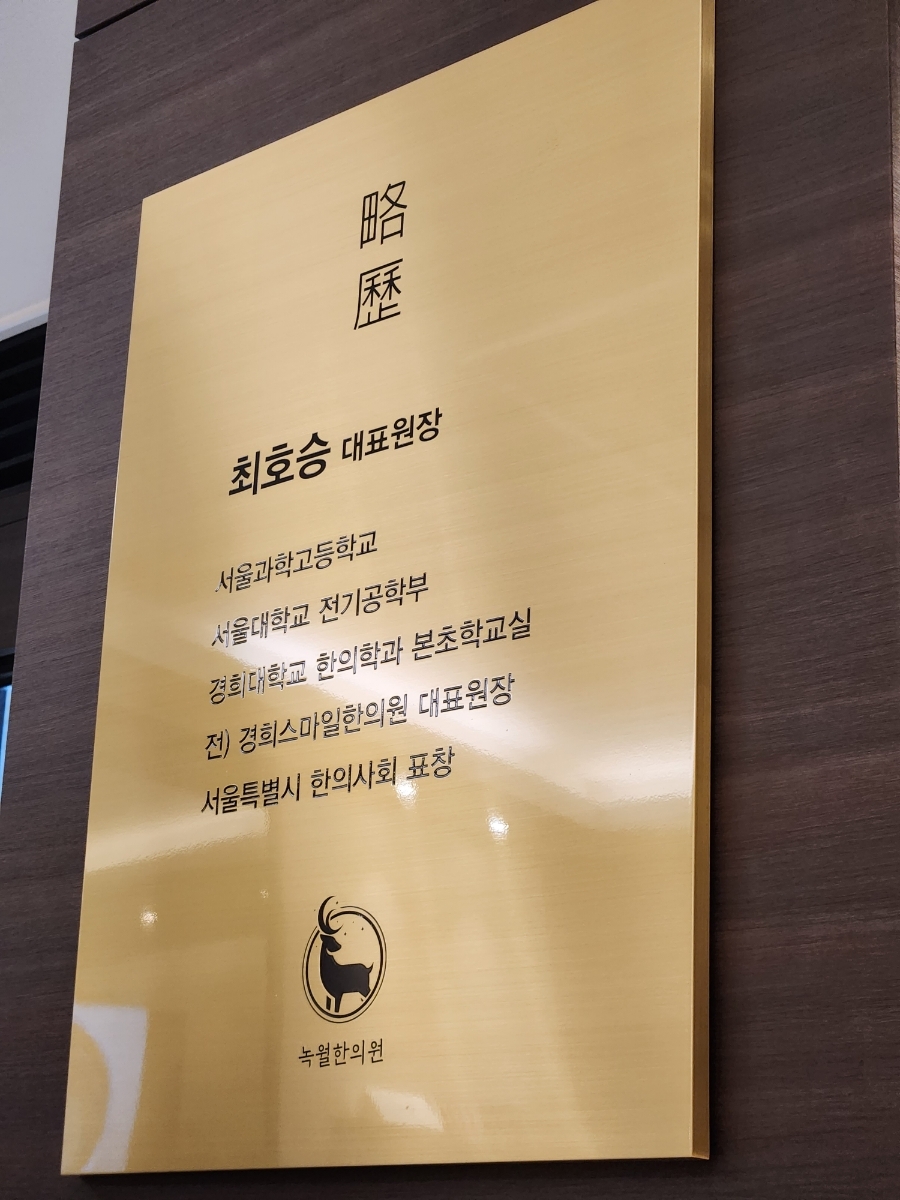 略
歷
최호승 대표원장
서울과학고등학교
서울대학교 전기공학부
경희대학교 한의학과 본초학교실
전) 경희스마일한의원 대표원장
서울특별시 한의사회 표창
녹월한의원